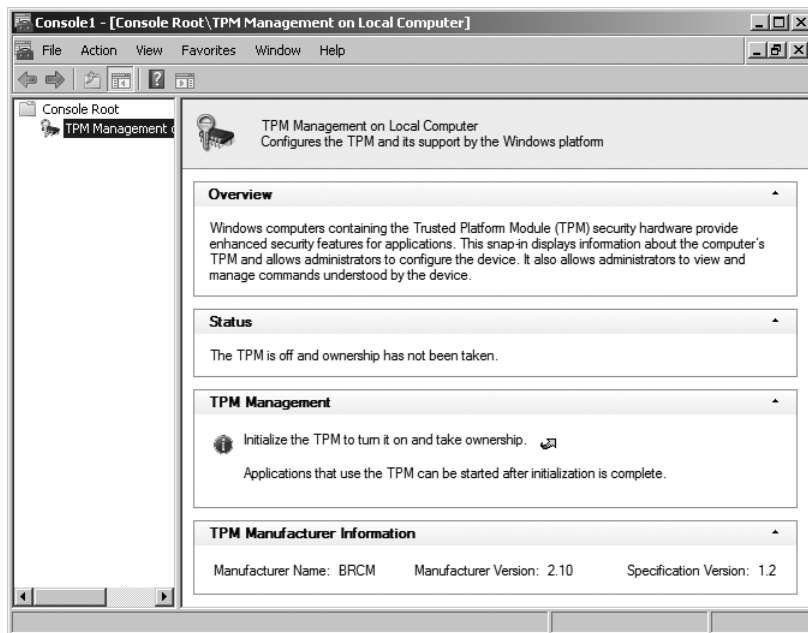 Console1 - [Console Root\TPM Management on Local Computer]
File Action View Favorites Window Help
Console Root
TPM Management
TPM Management on Local Computer
Configures the TPM and its support by the Windows platform
Overview
Windows computers containing the Trusted Platform Module (TPM) security hardware provide
enhanced security features for applications. This snap-in displays information about the computer's
TPM and allows administrators to configure the device. It also allows administrators to view and
manage commands understood by the device.
Status
The TPM is off and ownership has not been taken.
TPM Management
Initialize the TPM to turn it on and take ownership.
Applications that use the TPM can be started after initialization is complete.
TPM Manufacturer Information
Manufacturer Name: BRCM Manufacturer Version: 2.10 Specification Version: 1.2